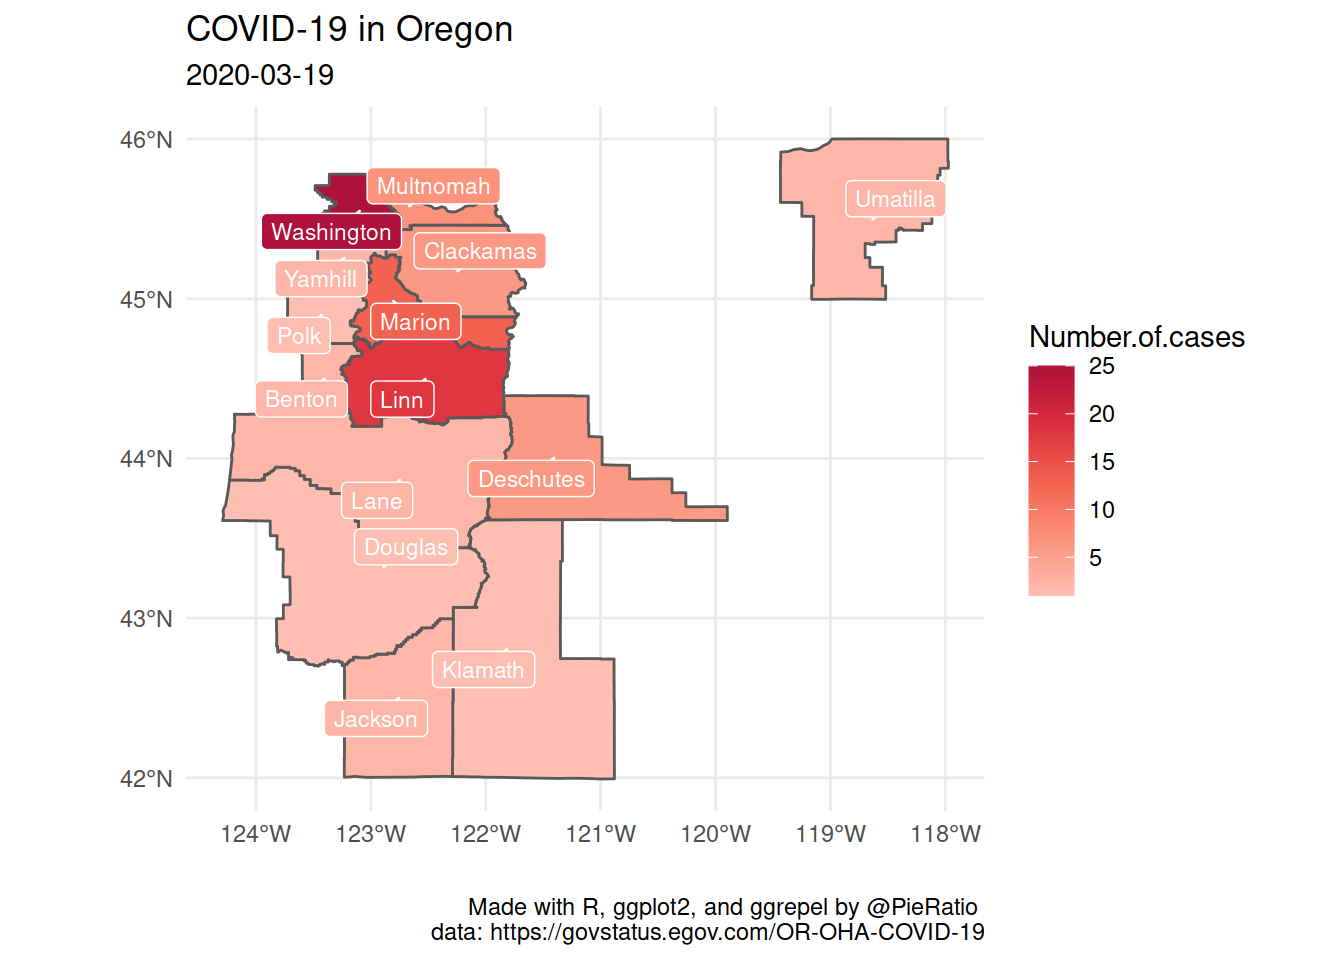 COVID-19 in Oregon
2020-03-19
46°N
45°N
44°N
43°N
42°N
Multnomah
Umatilla
Washington
Clackamas
Yamhill
Marion
Polk
Benton
Linn
Deschutes
Lane
Douglas
Klamath
Jackson
124°W
123°W
122°W
121°W
120°W
119°W
118°W
Number.of.cases
25
20
15
10
5
Made with R, ggplot2, and ggrepel by @PieRatio
data: https://govstatus.egov.com/OR-OHA-COVID-19